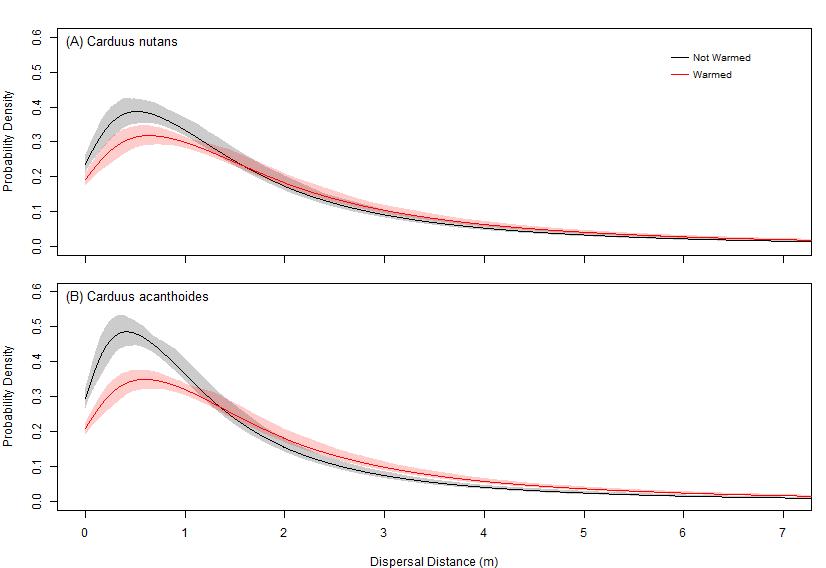 (A) Carduus nutans
Not Warmed
Warmed
Probability Density
0.6
0.5
0.4
0.3
0.2
0.1
0.0
(B) Carduus acanthoides
Probability Density
0.6
0.5
0.4
0.3
0.2
0.1
0.0
0 1 2 3 4 5 6 7
Dispersal Distance (m)